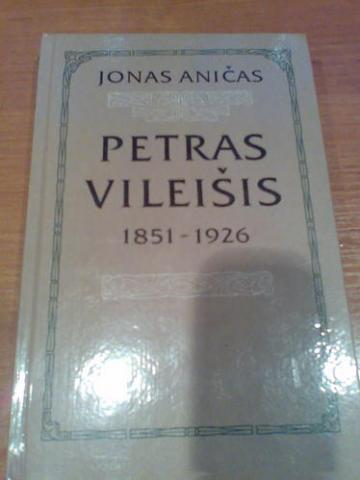 JONAS ANIČAS
PETRAS
VILEIŠIS
1851-1926